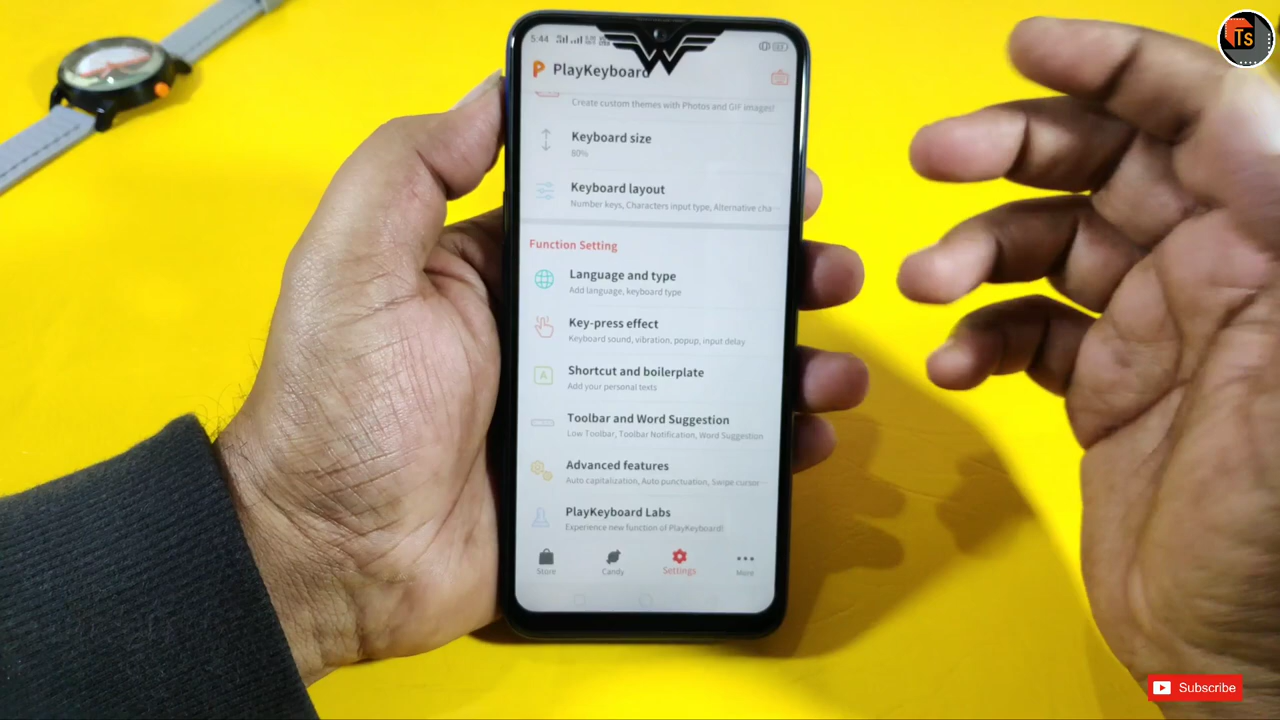 5:44
PlayKeyboard
Create custom themes with Photos and GIF images!
Keyboard size
80%
Keyboard layout
Number keys, Characters input type, Alternative cha…
Function Setting
Language and type
Add language, keyboard type
Key-press effect
Keyboard sound, vibration, popup, input delay
Shortcut and boilerplate
Add your personal texts
Toolbar and Word Suggestion
Low Toolbar, Toolbar Notification, Word Suggestion
Advanced features
Auto capitalization, Auto punctuation, Swipe cursor…
PlayKeyboard Labs
Experience new function of PlayKeyboard!
Store
Candy
Settings
More
Ts
Subscribe